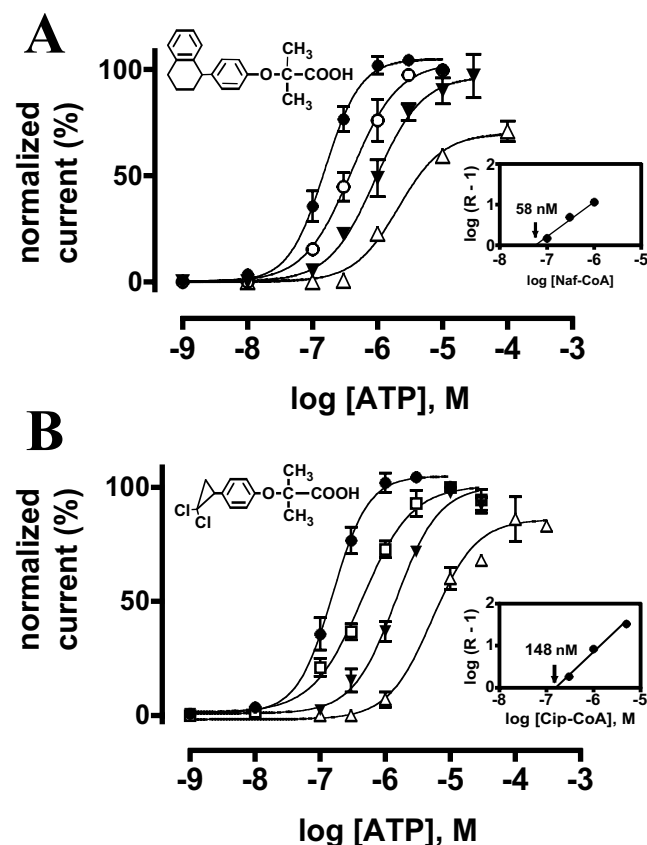 A
normalized
current (%)
100
50
0
CH₃
O
C
COOH
CH₃
2
1
0
log (R - 1)
58 nM
-8
-7
-6
-5
log [Naf-CoA]
-9
-8
-7
-6
-5
-4
-3
log [ATP], M
B
normalized
current (%)
100
50
0
Cl
Cl
CH₃
O
C
COOH
CH₃
2
1
0
log (R - 1)
148 nM
-8
-7
-6
-5
log [Cip-CoA], M
-9
-8
-7
-6
-5
-4
-3
log [ATP], M